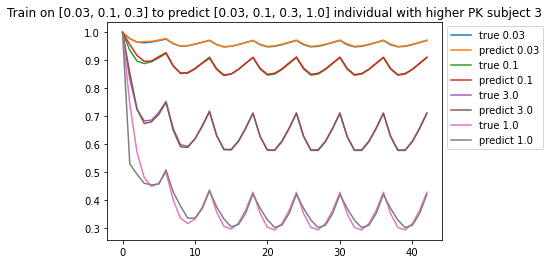 Train on [0.03, 0.1, 0.3] to predict [0.03, 0.1, 0.3, 1.0] individual with higher PK subject 3
1.0
0.9
0.8
0.7
0.6
0.5
0.4
0.3
0
10
20
30
40
true 0.03
predict 0.03
true 0.1
predict 0.1
true 3.0
predict 3.0
true 1.0
predict 1.0